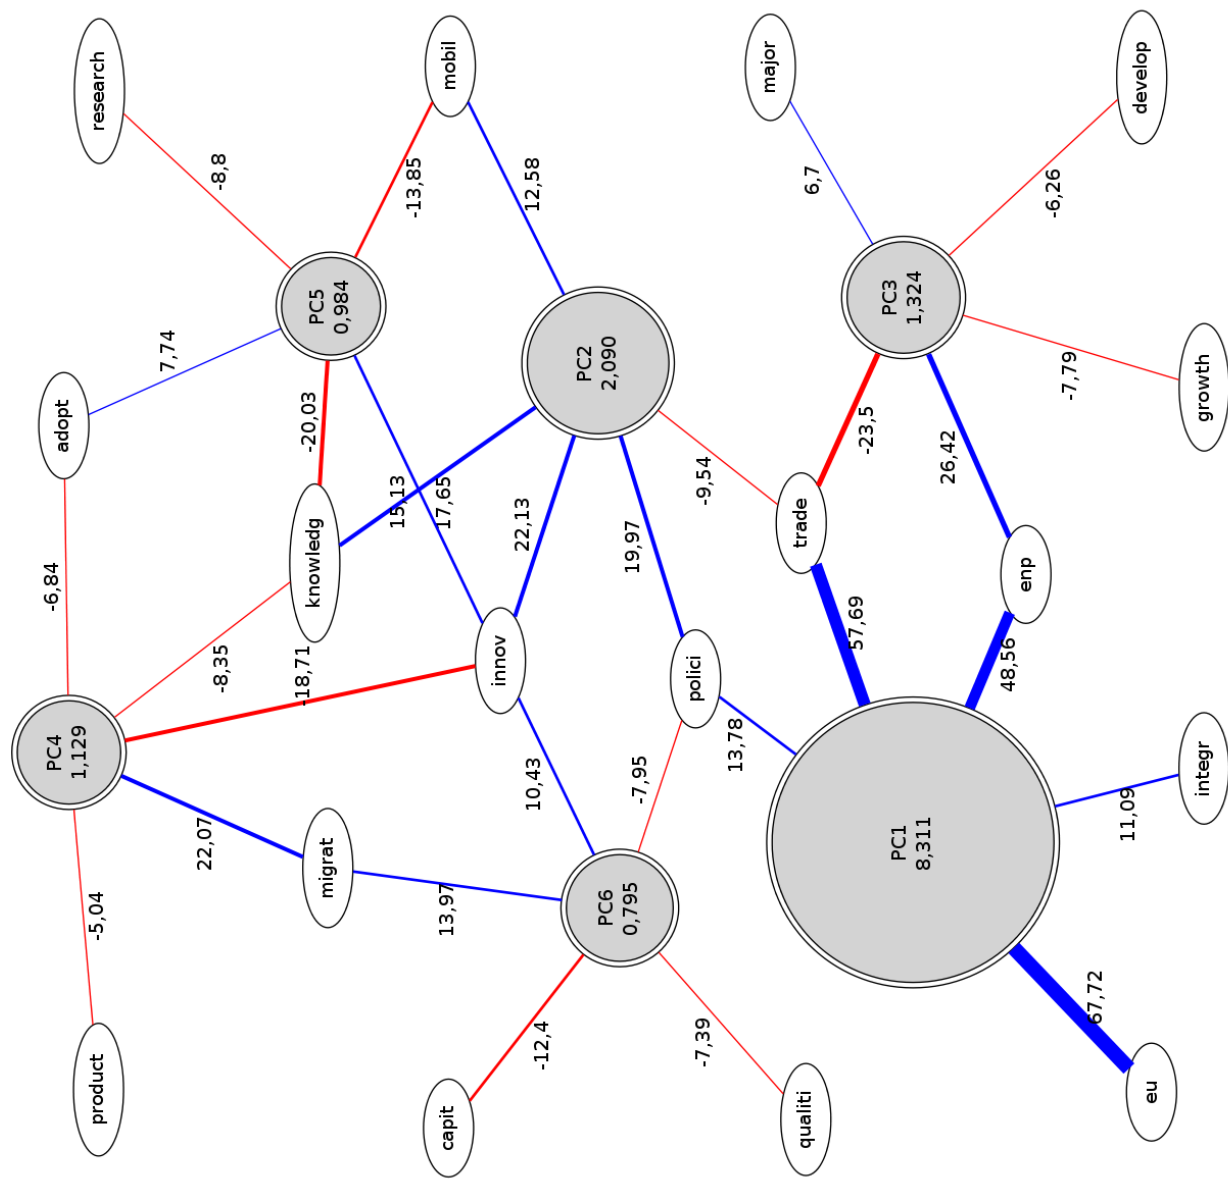 product
-5,04
PC4
1,129
-6,84
adopt
research
7,74
22,07
-8,35
-8,8
migrat
-18,71
knowledg
-20,03
PC5
0,984
capit
13,97
15,13
17,65
-13,85
mobil
-12,4
10,43
innov
22,13
12,58
PC6
0,795
-7,95
19,97
PC2
2,090
-7,39
13,78
polici
-9,54
qualiti
57,69
trade
6,7
major
PC1
8,311
-23,5
PC3
1,324
48,56
enp
26,42
-6,26
67,72
11,09
-7,79
develop
eu
integr
growth